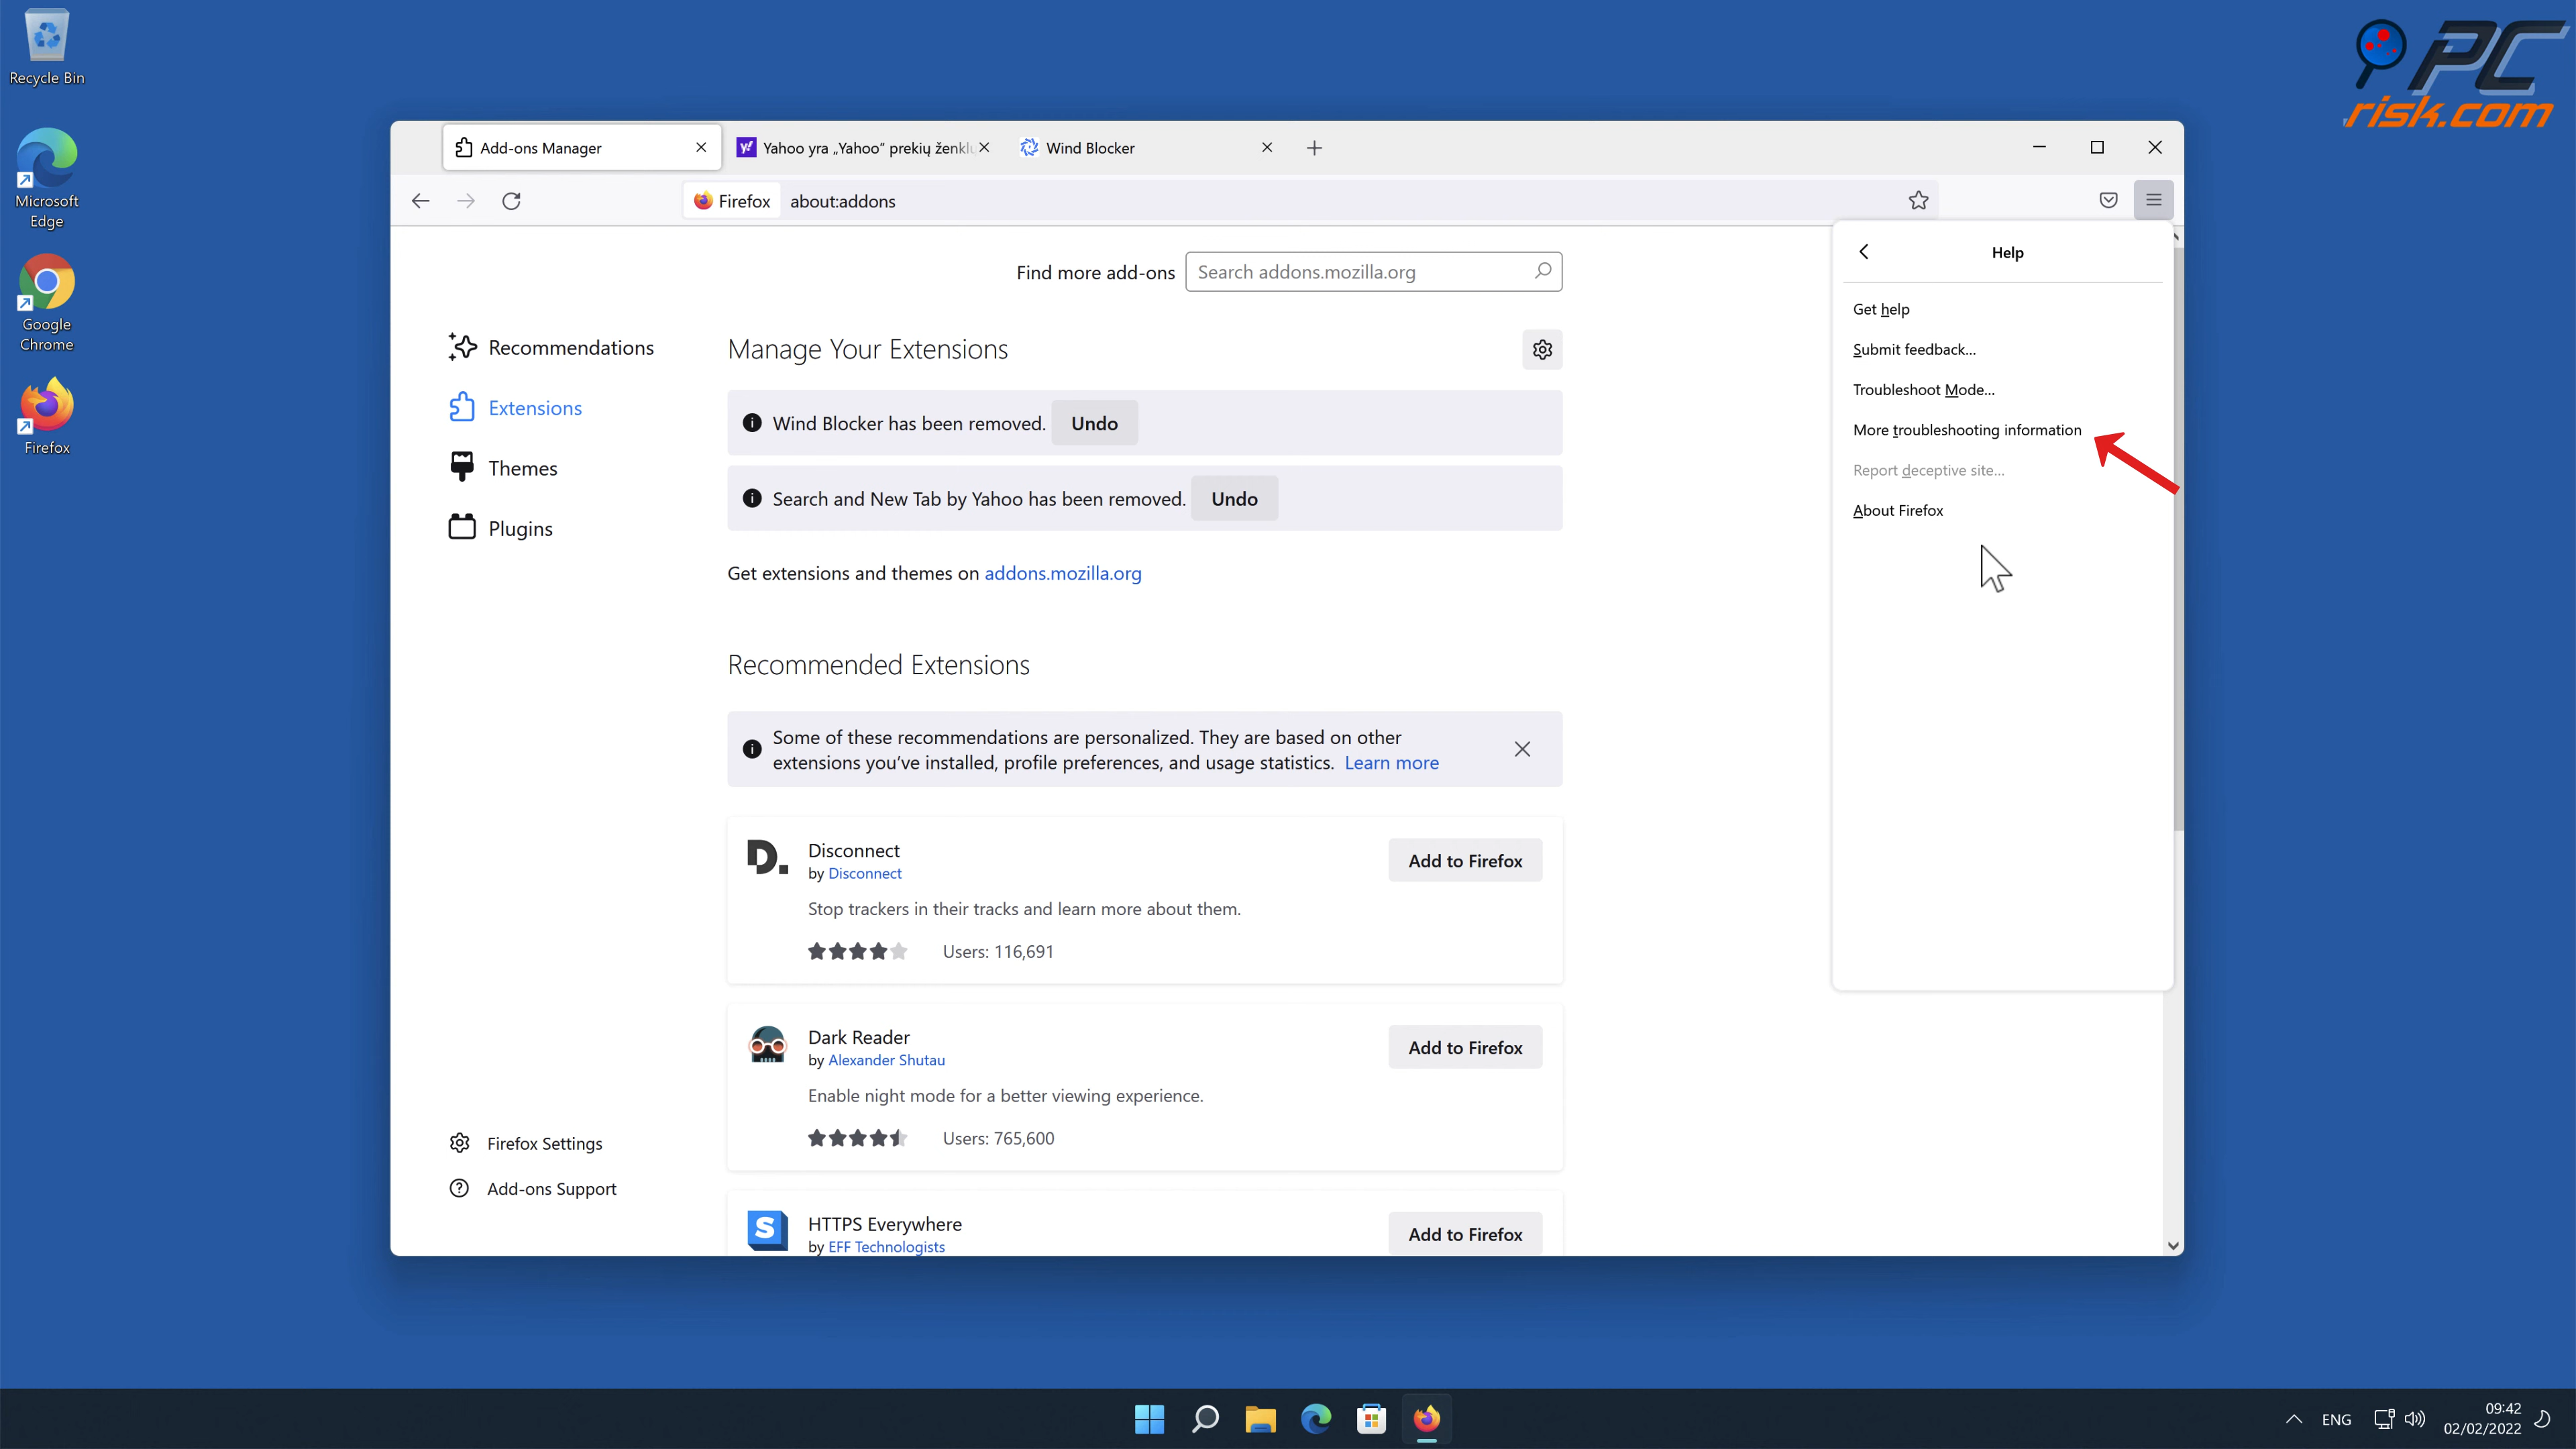 Recycle Bin
Microsoft
Edge
Google
Chrome
Firefox
PC
risk.com
Add-ons Manager
Yahoo yra „Yahoo“ prekių ženklų
Wind Blocker
Firefox
about:addons
Find more add-ons
Search addons.mozilla.org
Recommendations
Extensions
Themes
Plugins
Manage Your Extensions
Wind Blocker has been removed. Undo
Search and New Tab by Yahoo has been removed. Undo
Get extensions and themes on addons.mozilla.org
Recommended Extensions
Some of these recommendations are personalized. They are based on other
extensions you’ve installed, profile preferences, and usage statistics. Learn more
D.
Disconnect
by Disconnect
Add to Firefox
Stop trackers in their tracks and learn more about them.
Users: 116,691
Dark Reader
by Alexander Shutau
Add to Firefox
Enable night mode for a better viewing experience.
Users: 765,600
S
HTTPS Everywhere
by EFF Technologists
Add to Firefox
Firefox Settings
Add-ons Support
Help
Get help
Submit feedback...
Troubleshoot Mode...
More troubleshooting information
Report deceptive site...
About Firefox
ENG
09:42
02/02/2022